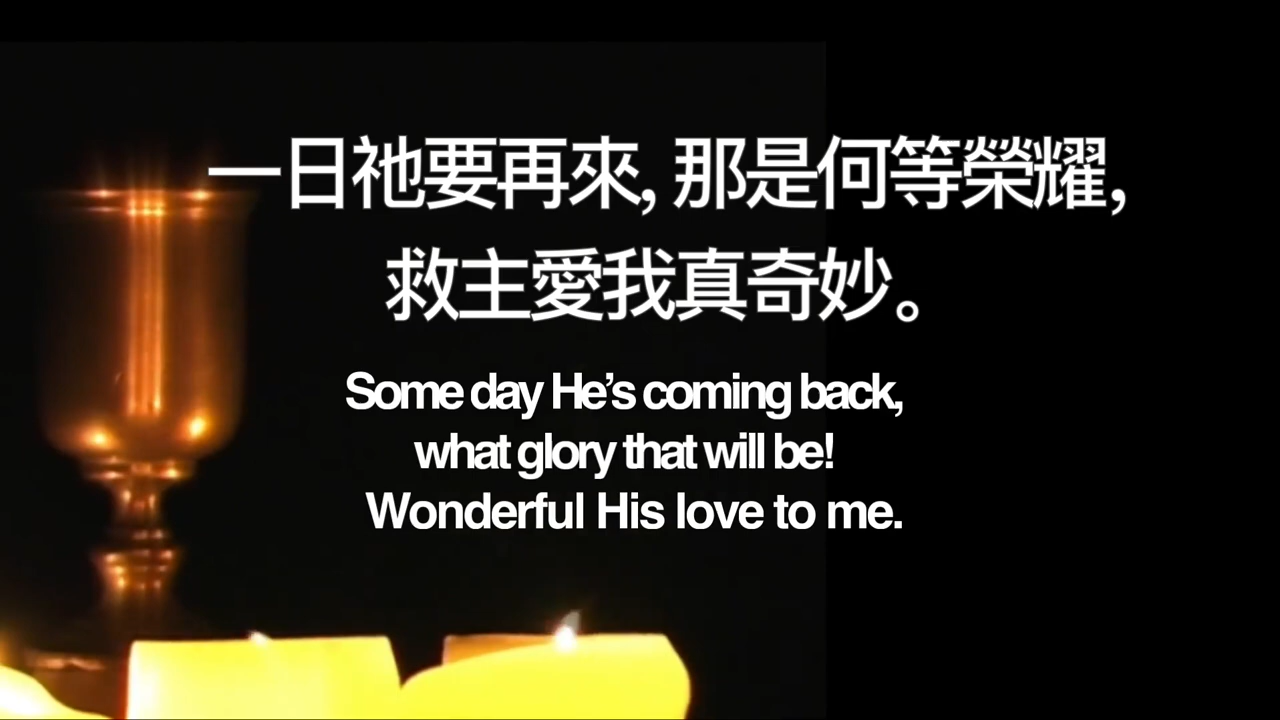 一日祂要再來, 那是何等榮耀,
救主愛我真奇妙。
Some day He’s coming back,
what glory that will be!
Wonderful His love to me.